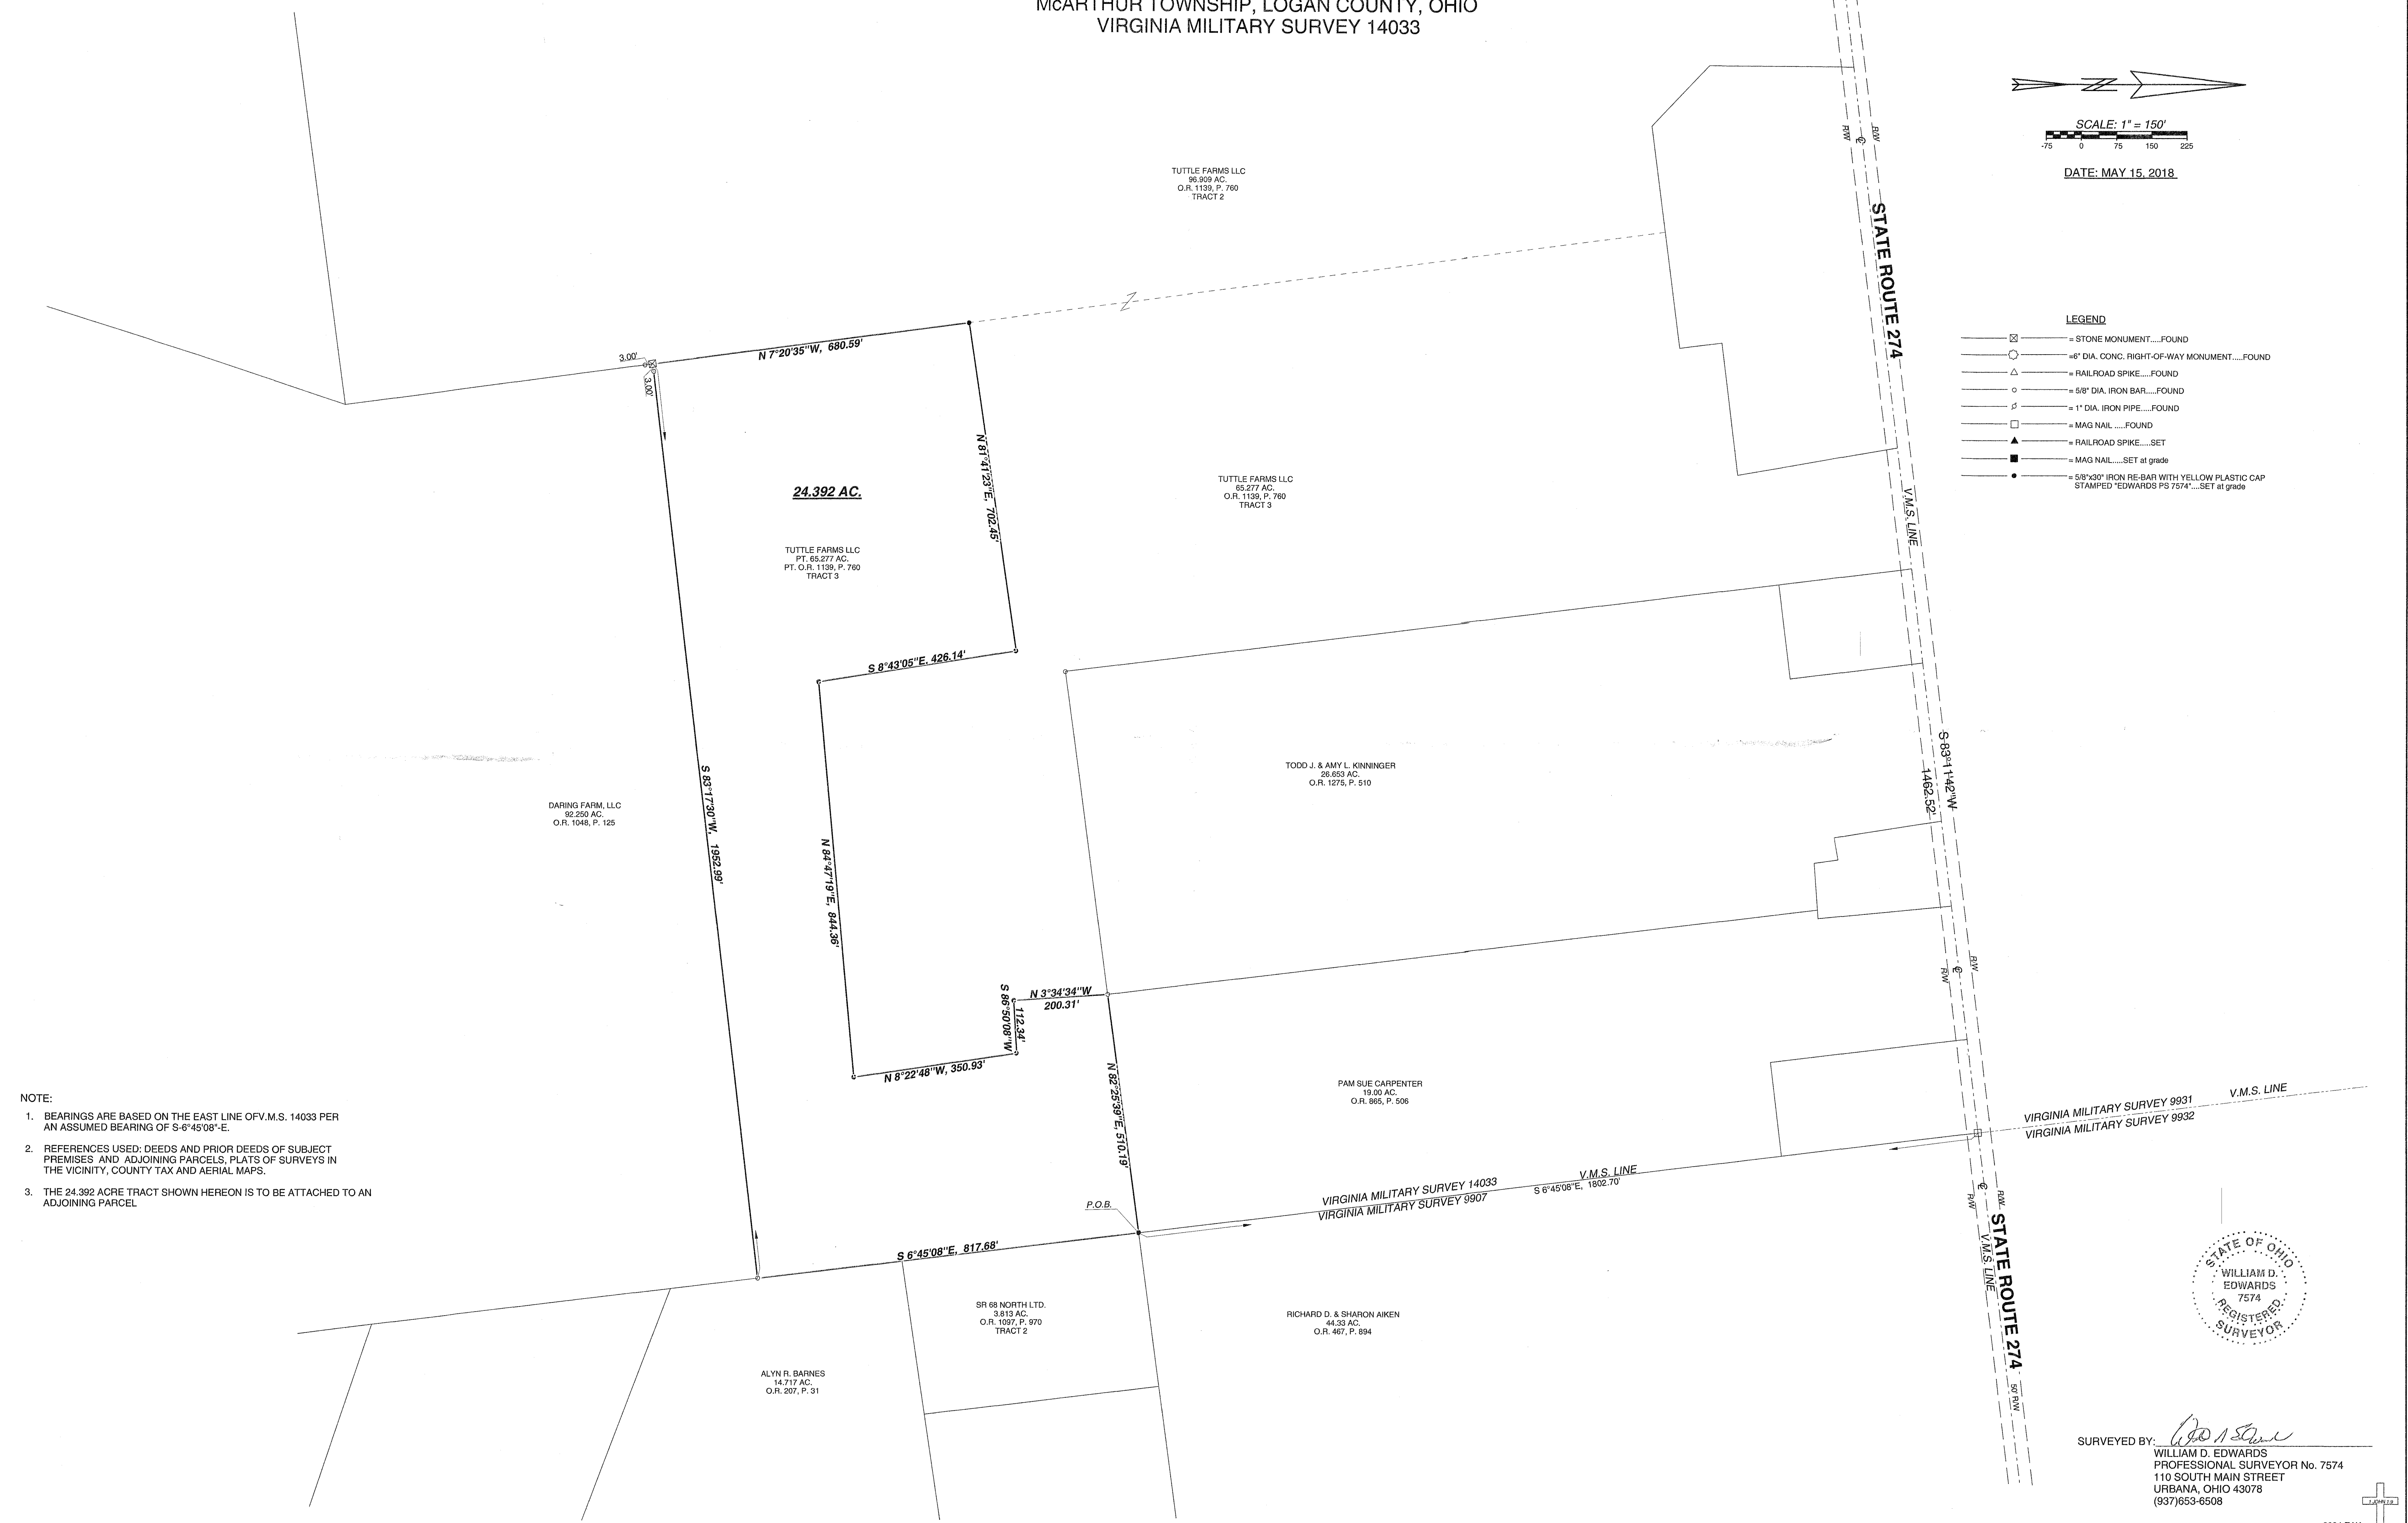 McARTHUR TOWNSHIP, LOGAN COUNTY, OHIO
VIRGINIA MILITARY SURVEY 14033
SCALE: 1" = 150'
-75 0 75 150 225
DATE: MAY 15, 2018
LEGEND
= STONE MONUMENT.....FOUND
=6" DIA. CONC. RIGHT-OF-WAY MONUMENT.....FOUND
= RAILROAD SPIKE.....FOUND
= 5/8" DIA. IRON BAR.....FOUND
= 1" DIA. IRON PIPE.....FOUND
= MAG NAIL .....FOUND
= RAILROAD SPIKE.....SET
= MAG NAIL.....SET at grade
= 5/8"x30" IRON RE-BAR WITH YELLOW PLASTIC CAP
STAMPED "EDWARDS PS 7574"....SET at grade
TUTTLE FARMS LLC
96.909 AC.
O.R. 1139, P. 760
TRACT 2
R/W
R/W
STATE ROUTE 274
V.M.S. LINE
3.00'
3.00'
N 7°20'35"W, 680.59'
N 81°41'23"E, 702.45'
24.392 AC.
TUTTLE FARMS LLC
PT. 65.277 AC.
PT. O.R. 1139, P. 760
TRACT 3
TUTTLE FARMS LLC
65.277 AC.
O.R. 1139, P. 760
TRACT 3
S 8°43'05"E. 426.14'
S 83°17'30"W, 1952.99'
DARING FARM, LLC
92.250 AC.
O.R. 1048, P. 125
N 84°47'19"E, 844.36'
TODD J. & AMY L. KINNINGER
26.653 AC.
O.R. 1275, P. 510
S 83°11'42"W
1462.52'
R/W
R/W
N 3°34'34"W
200.31'
S 86°50'08"W
112.34'
N 8°22'48"W, 350.93'
N 82°25'39"E, 510.19'
PAM SUE CARPENTER
19.00 AC.
O.R. 865, P. 506
V.M.S. LINE
VIRGINIA MILITARY SURVEY 9931
VIRGINIA MILITARY SURVEY 9932
V.M.S. LINE
S 6°45'08"E, 1802.70'
VIRGINIA MILITARY SURVEY 14033
VIRGINIA MILITARY SURVEY 9907
P.O.B.
S 6°45'08"E, 817.68'
R/W
R/W
V.M.S. LINE
STATE ROUTE 274
50' R/W
SR 68 NORTH LTD.
3.813 AC.
O.R. 1097, P. 970
TRACT 2
RICHARD D. & SHARON AIKEN
44.33 AC.
O.R. 467, P. 894
ALYN R. BARNES
14.717 AC.
O.R. 207, P. 31
NOTE:
1. BEARINGS ARE BASED ON THE EAST LINE OFV.M.S. 14033 PER
AN ASSUMED BEARING OF S-6°45'08"-E.
2. REFERENCES USED: DEEDS AND PRIOR DEEDS OF SUBJECT
PREMISES AND ADJOINING PARCELS, PLATS OF SURVEYS IN
THE VICINITY, COUNTY TAX AND AERIAL MAPS.
3. THE 24.392 ACRE TRACT SHOWN HEREON IS TO BE ATTACHED TO AN
ADJOINING PARCEL
STATE OF OHIO
WILLIAM D.
EDWARDS
7574
REGISTERED
SURVEYOR
SURVEYED BY:
WILLIAM D. EDWARDS
PROFESSIONAL SURVEYOR No. 7574
110 SOUTH MAIN STREET
URBANA, OHIO 43078
(937)653-6508
1 JOHN 1:9